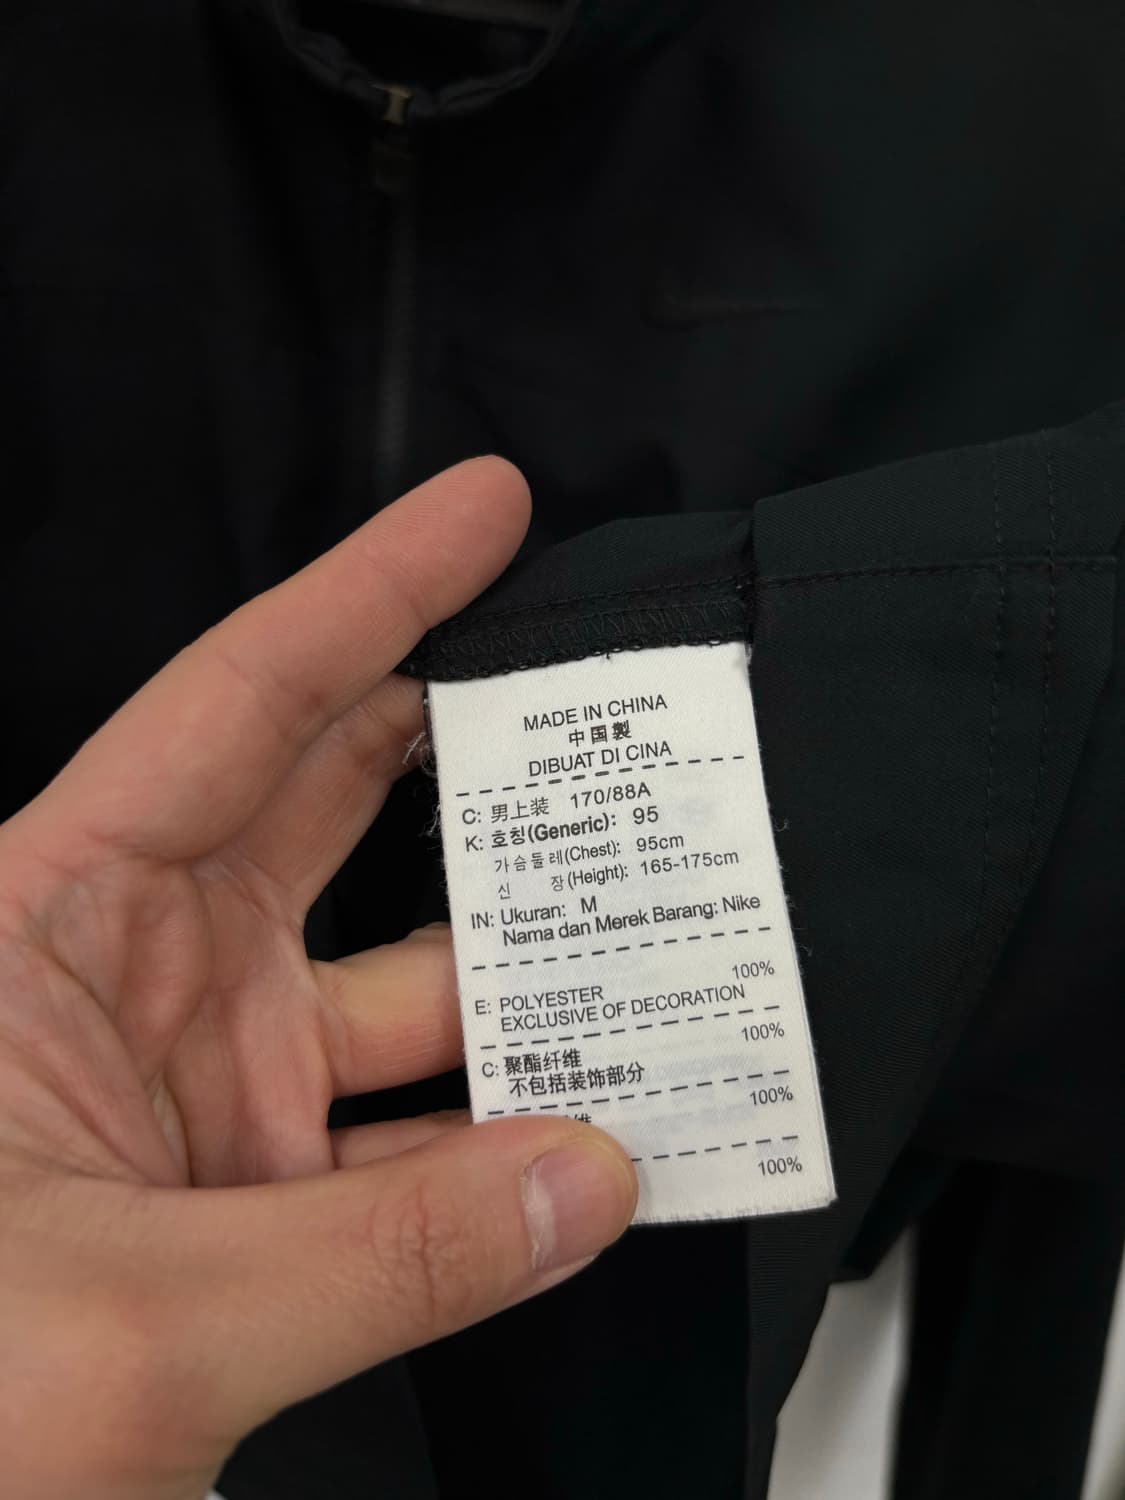 MADE IN CHINA
中国製
DIBUAT DI CINA
C: 男上装 170/88A
K: 호칭(Generic): 95
가슴둘레(Chest): 95cm
신 장(Height): 165-175cm
IN: Ukuran: M
Nama dan Merek Barang: Nike
100%
E: POLYESTER
EXCLUSIVE OF DECORATION
100%
C: 聚酯纤维
不包括装饰部分
100%
维
100%